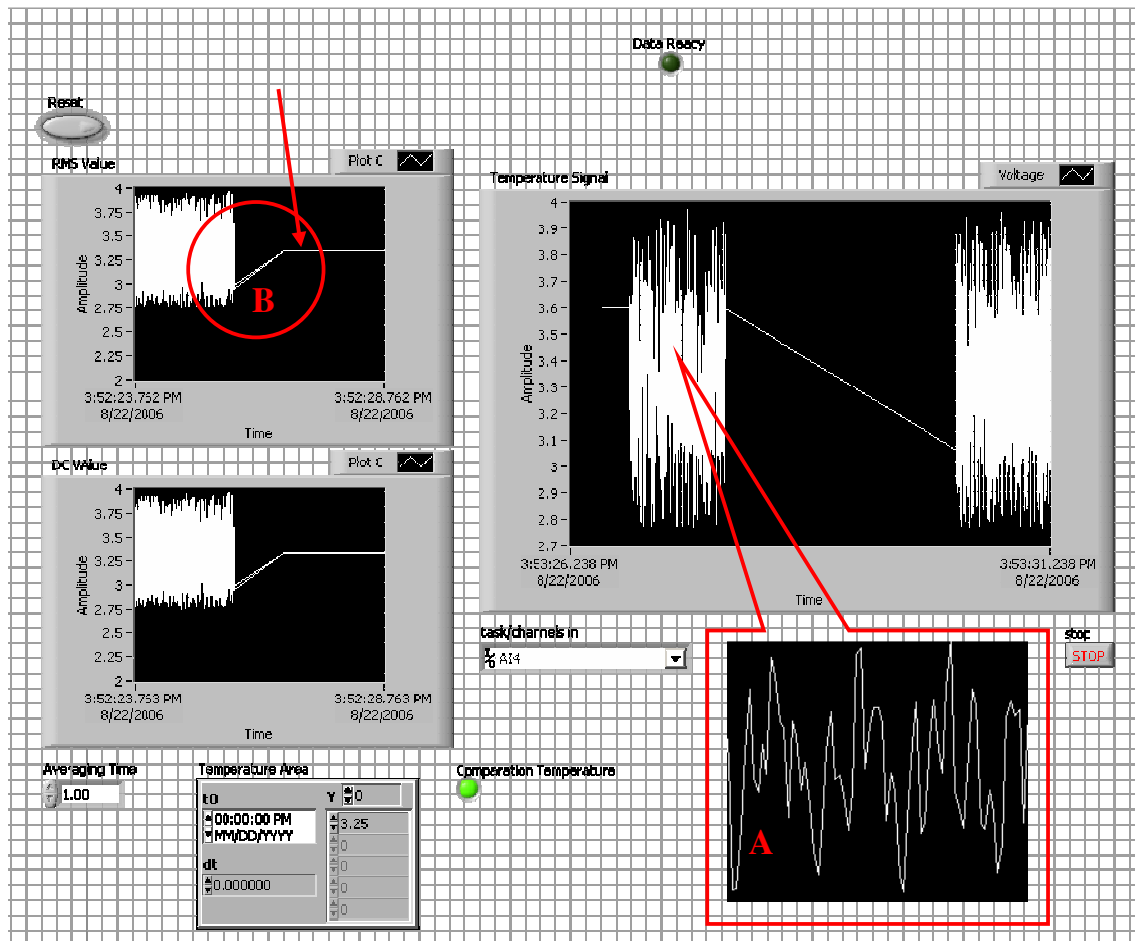 Data Ready
Reset
RMS Value
Plot C
Amplitude
4
3.75
3.5
3.25
3
2.75
2.5
2.25
2
B
3:52:23.762 PM
8/22/2006
3:52:28.762 PM
8/22/2006
Time
Temperature Signal
Voltage
Amplitude
4
3.9
3.8
3.7
3.6
3.5
3.4
3.3
3.2
3.1
3
2.9
2.8
2.7
3:53:26.238 PM
8/22/2006
3:53:31.238 PM
8/22/2006
Time
DC Value
Plot C
Amplitude
4
3.75
3.5
3.25
3
2.75
2.5
2.25
2
3:52:23.763 PM
8/22/2006
3:52:28.763 PM
8/22/2006
Time
task/channels in
AI4
stop
STOP
A
Averaging Time
1.00
Temperature Area
t0
00:00:00 PM
MM/DD/YYYY
dt
0.000000
Y
0
3.25
0
0
0
0
Comparation Temperature